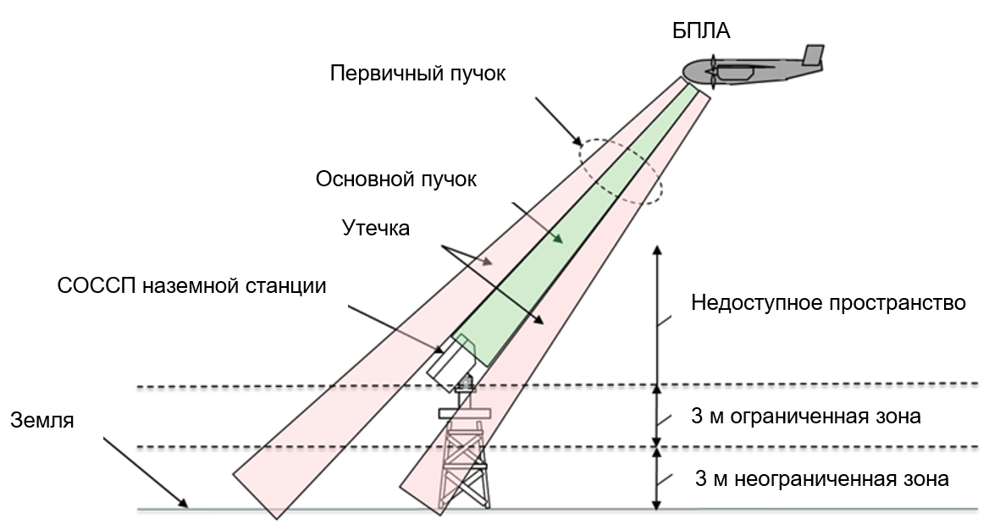 БПЛА
Первичный пучок
Основной пучок
Утечка
СОССП наземной станции
Недоступное пространство
3 м ограниченная зона
Земля
3 м неограниченная зона